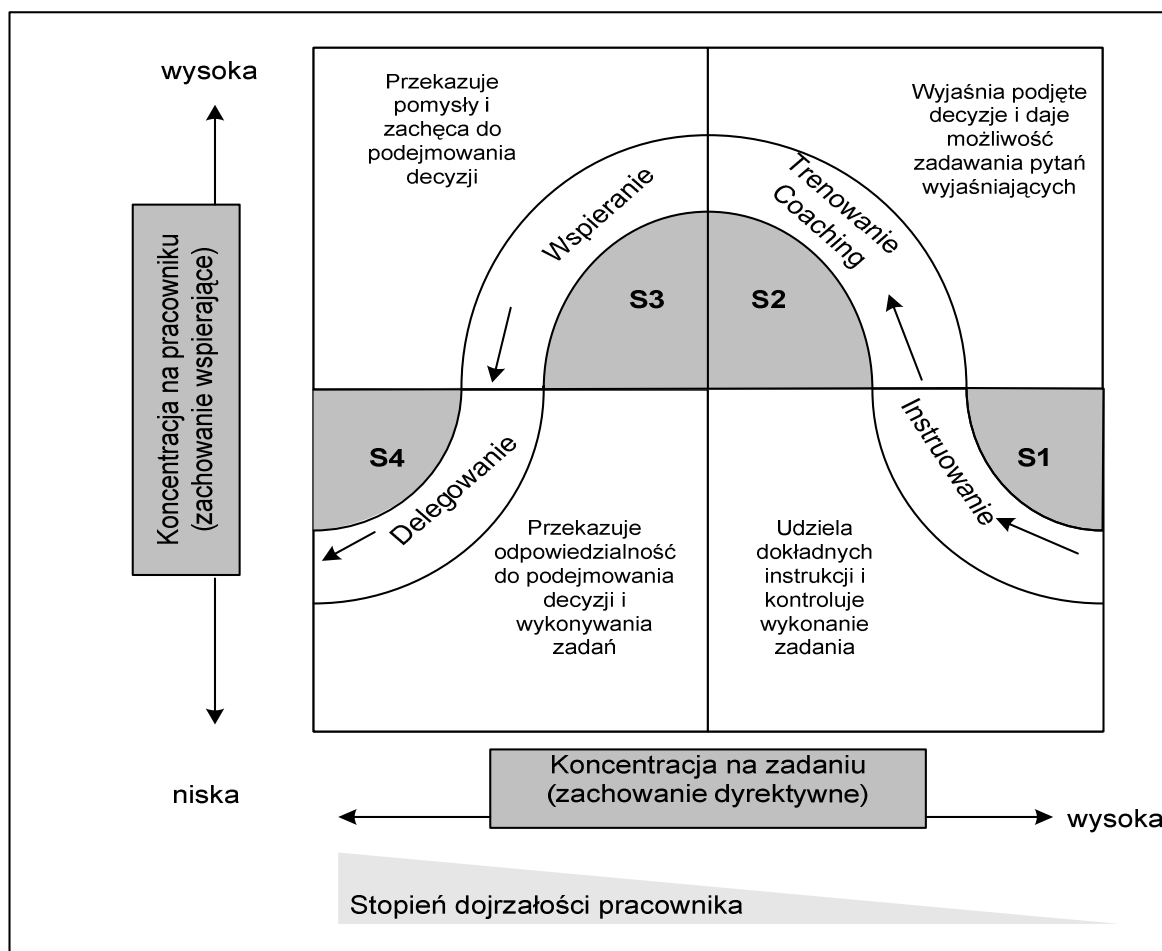 wysoka
Przekazuje
pomysły i
zachęca do
podejmowania
decyzji
Wyjaśnia podjęte
decyzje i daje
możliwość
zadawania pytań
wyjaśniających
Koncentracja na pracowniku
(zachowanie wspierające)
Wspieranie
Trenowanie
Coaching
S3
S2
S4
S1
Delegowanie
Instruowanie
Przekazuje
odpowiedzialność
do podejmowania
decyzji i
wykonywania
zadań
Udziela
dokładnych
instrukcji i
kontroluje
wykonanie
zadania
niska
Koncentracja na zadaniu
(zachowanie dyrektywne)
wysoka
Stopień dojrzałości pracownika